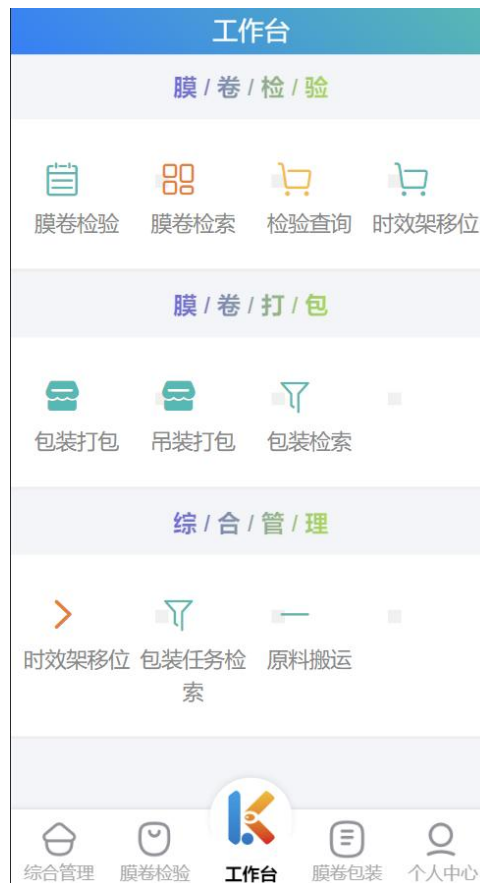 工作台
膜/卷/检/验
膜卷检验 膜卷检索 检验查询 时效架移位
膜/卷/打/包
包装打包 吊装打包 包装检索
综/合/管/理
时效架移位 包装任务检索 原料搬运
综合管理 膜卷检验 工作台 膜卷包装 个人中心